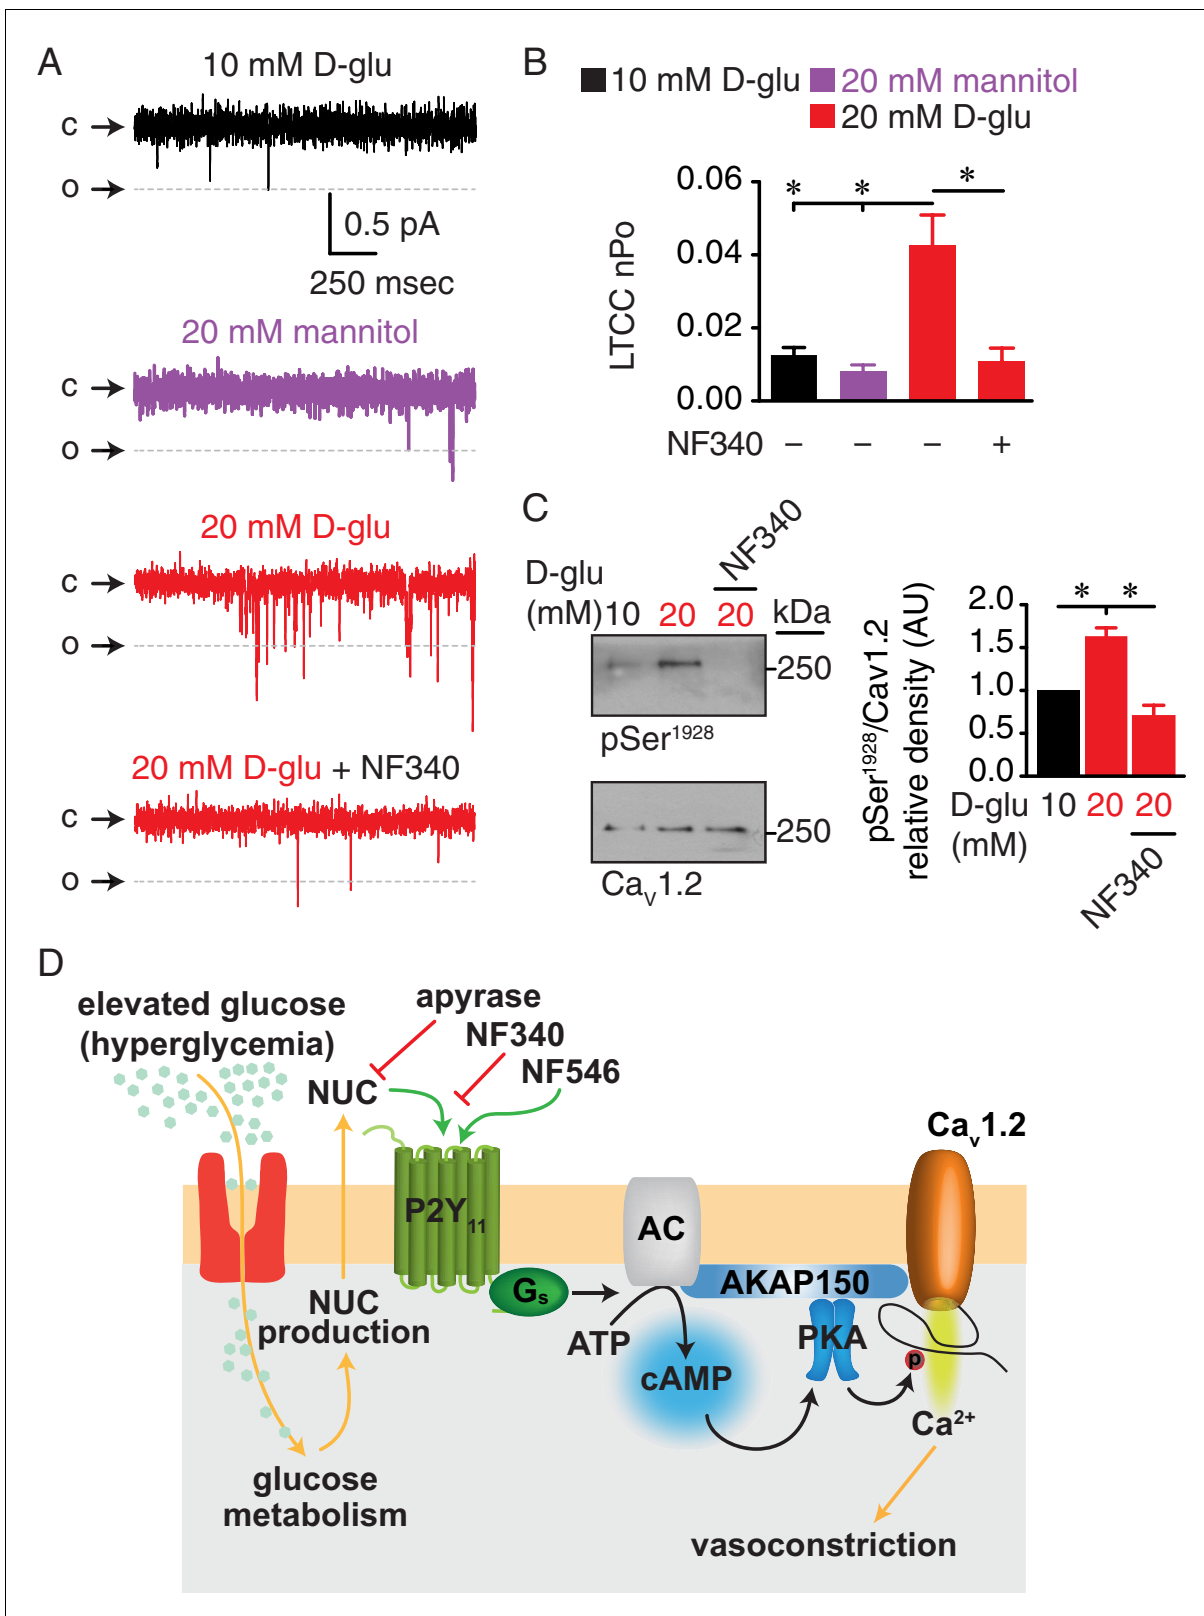 A
10 mM D-glu
c
o
0.5 pA
250 msec
20 mM mannitol
c
o
20 mM D-glu
c
o
20 mM D-glu + NF340
c
o
B
10 mM D-glu
20 mM mannitol
20 mM D-glu
LTCC nPo
0.06
0.04
0.02
0.00
* * *
NF340 – – – +
C
NF340
D-glu
(mM) 10 20 20 kDa
250
pSer¹⁹²⁸
250
Caᵥ1.2
pSer¹⁹²⁸/Cav1.2
relative density (AU)
2.0
1.5
1.0
0.5
0.0
* *
D-glu 10 20 20
(mM)
NF340
D
elevated glucose
(hyperglycemia)
apyrase
NF340
NF546
NUC
P2Y₁₁
Gₛ
AC
AKAP150
Caᵥ1.2
NUC
production
ATP
cAMP
PKA
p
Ca²⁺
glucose
metabolism
vasoconstriction